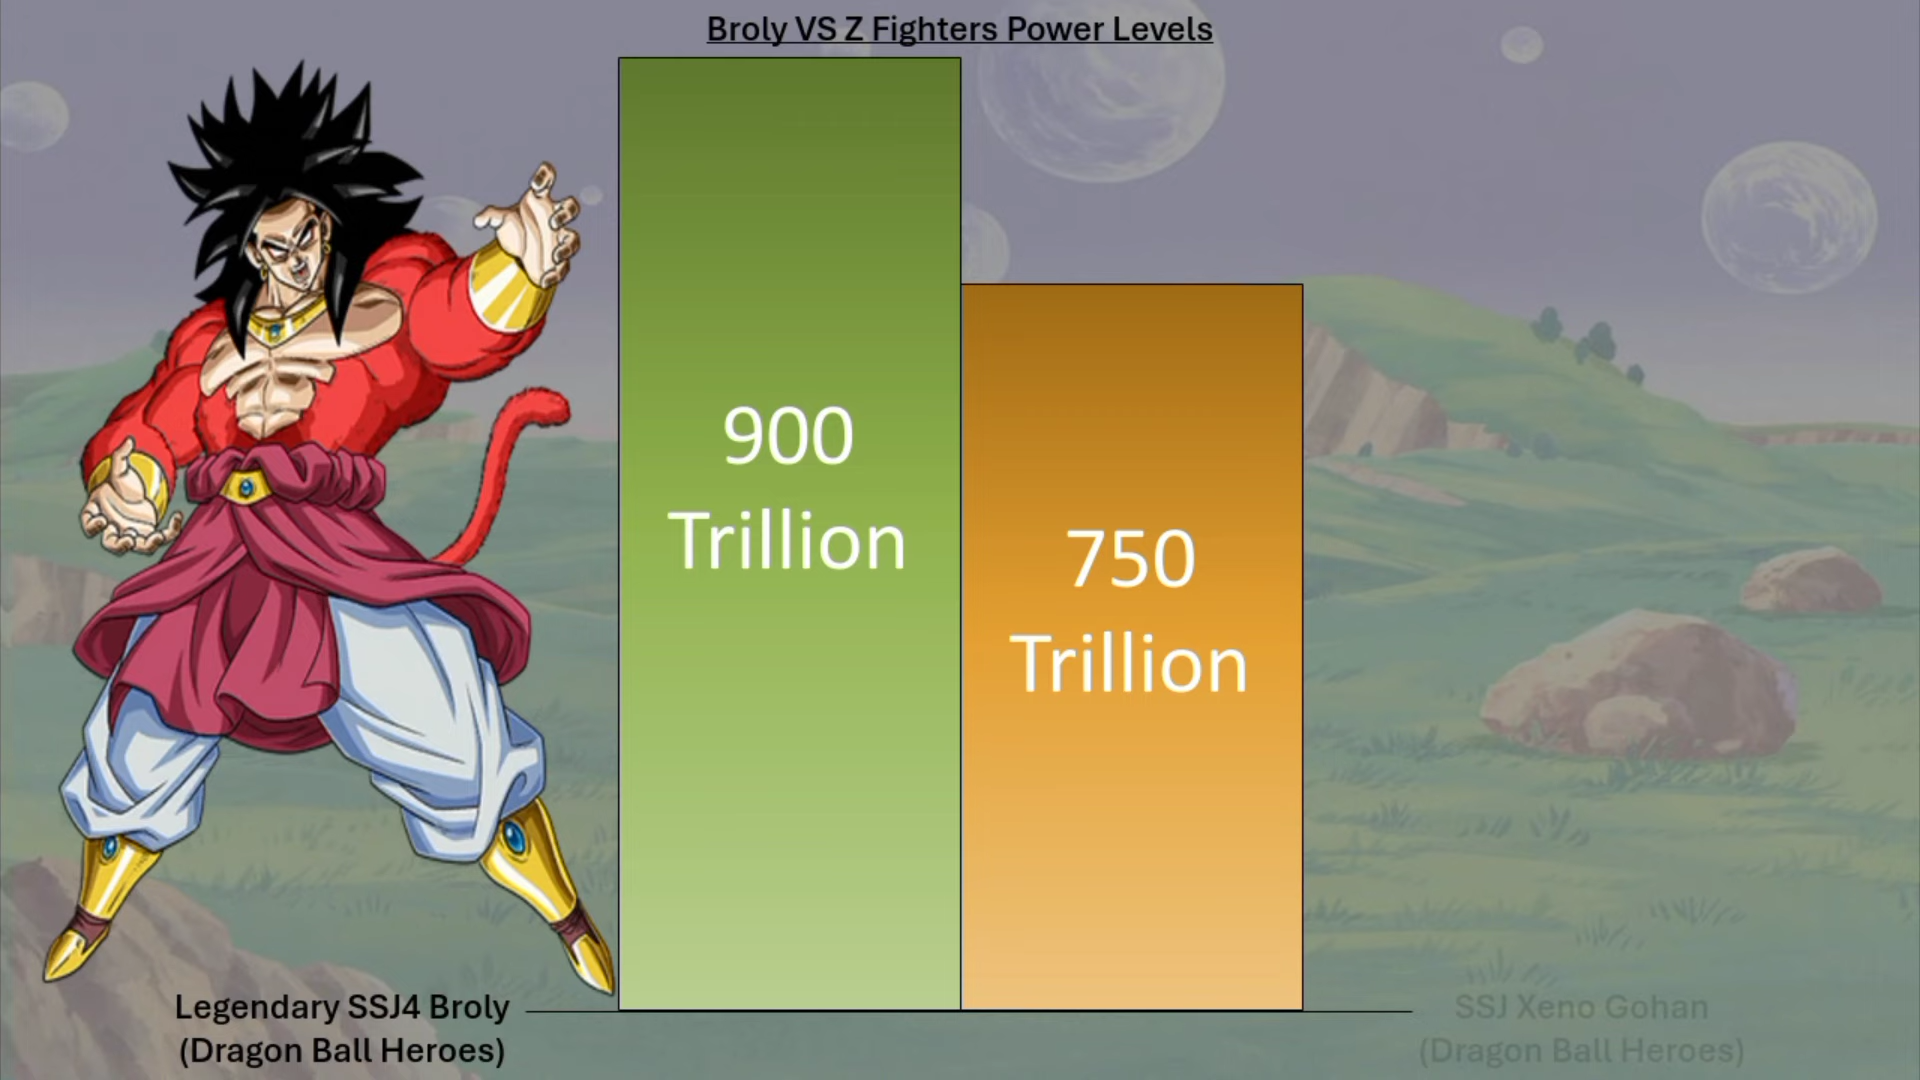 Broly VS Z Fighters Power Levels
900
Trillion
750
Trillion
Legendary SSJ4 Broly
(Dragon Ball Heroes)
SSJ Xeno Gohan
(Dragon Ball Heroes)